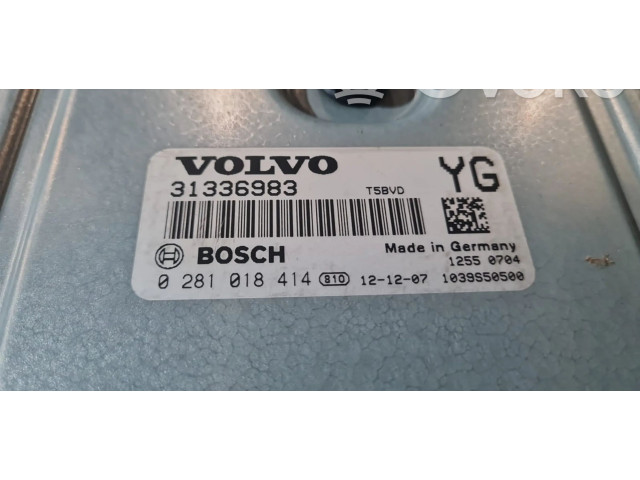 VOLVO
YG
31336983 T5BVD
BOSCH Made in Germany
1255 0704
0 281 018 414 810 12-12-07 1039S50500